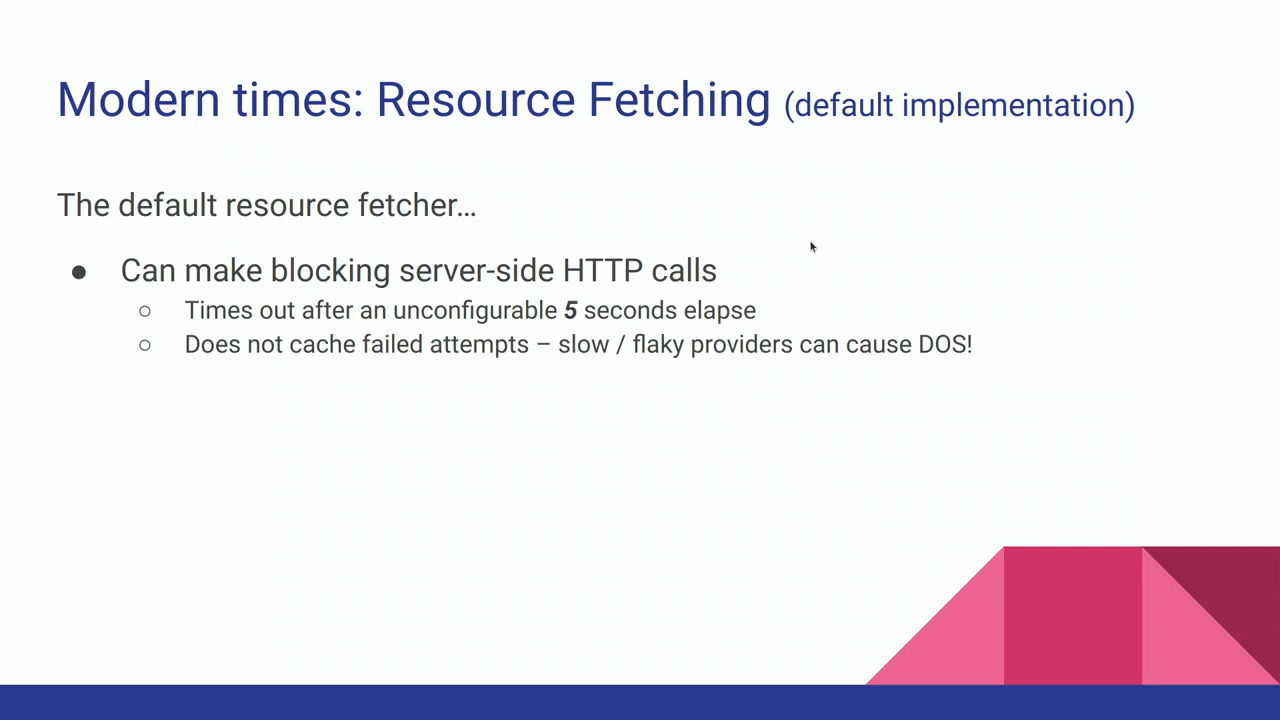 Modern times: Resource Fetching (default implementation)
The default resource fetcher…
● Can make blocking server-side HTTP calls
○ Times out after an unconfigurable 5 seconds elapse
○ Does not cache failed attempts – slow / flaky providers can cause DOS!